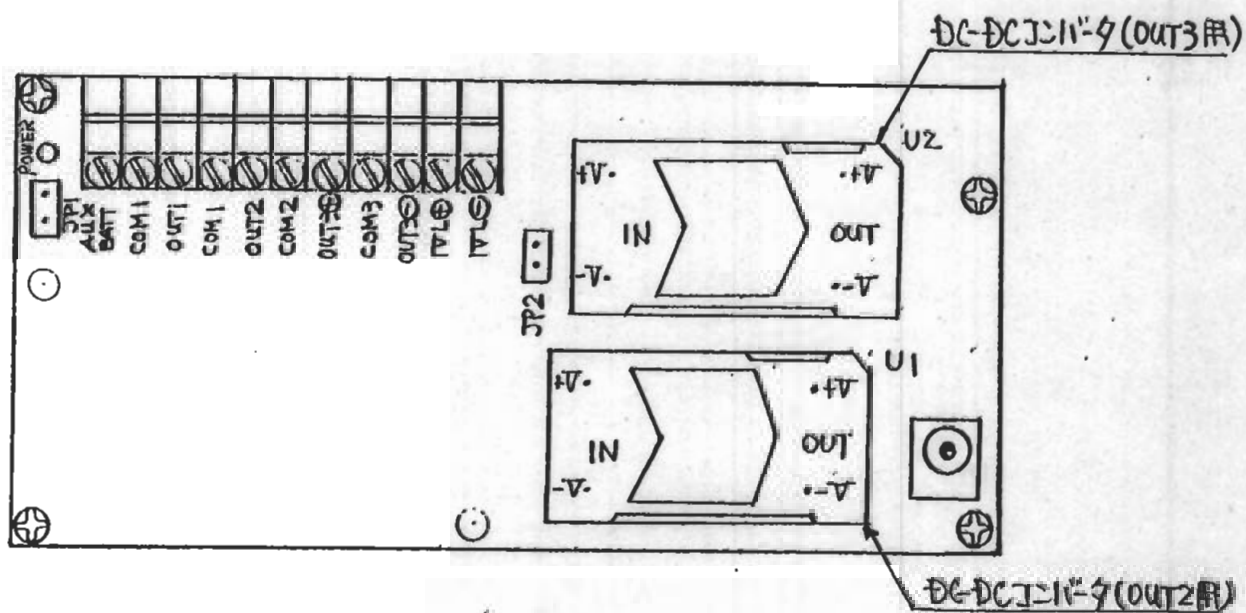 DC-DCコンバータ(OUT3用)
POWER
JP1
AUX
BATT
COM1
OUT1
COM1
OUT2
COM2
OUT3⊕
COM3
OUT3⊖
U2
+V
IN
-V
+V
OUT
-V
JP2
U1
+V
IN
-V
+V
OUT
-V
DC-DCコンバータ(OUT2用)